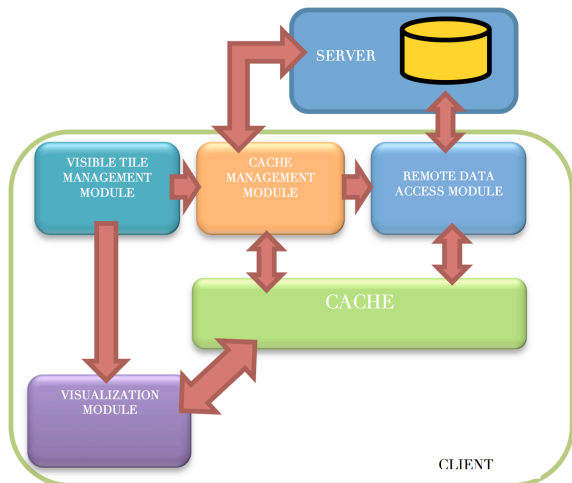 SERVER
VISIBLE TILE
MANAGEMENT
MODULE
CACHE
MANAGEMENT
MODULE
REMOTE DATA
ACCESS MODULE
CACHE
VISUALIZATION
MODULE
CLIENT